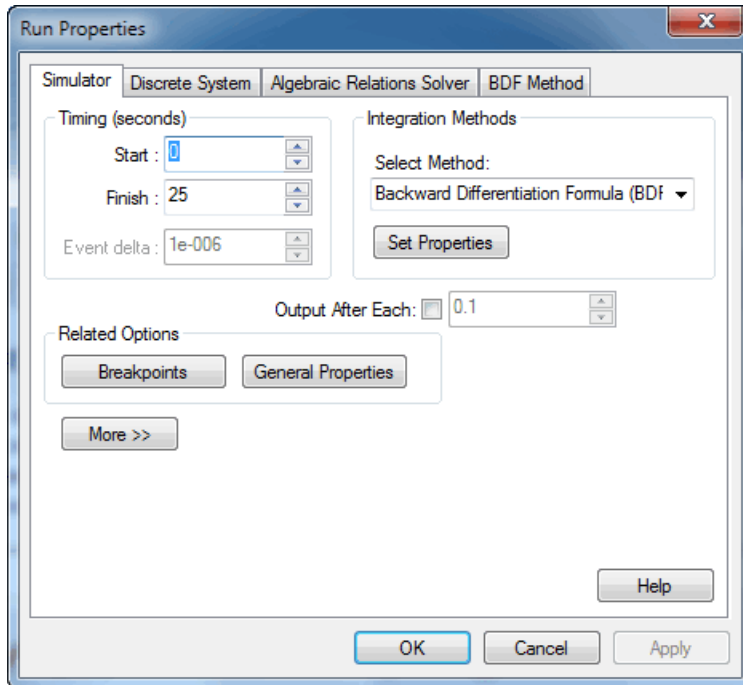 Run Properties
Simulator Discrete System Algebraic Relations Solver BDF Method
Timing (seconds)
Start : 0
Finish : 25
Event delta : 1e-006
Integration Methods
Select Method:
Backward Differentiation Formula (BDF
Set Properties
Output After Each: 0.1
Related Options
Breakpoints General Properties
More >>
Help
OK Cancel Apply